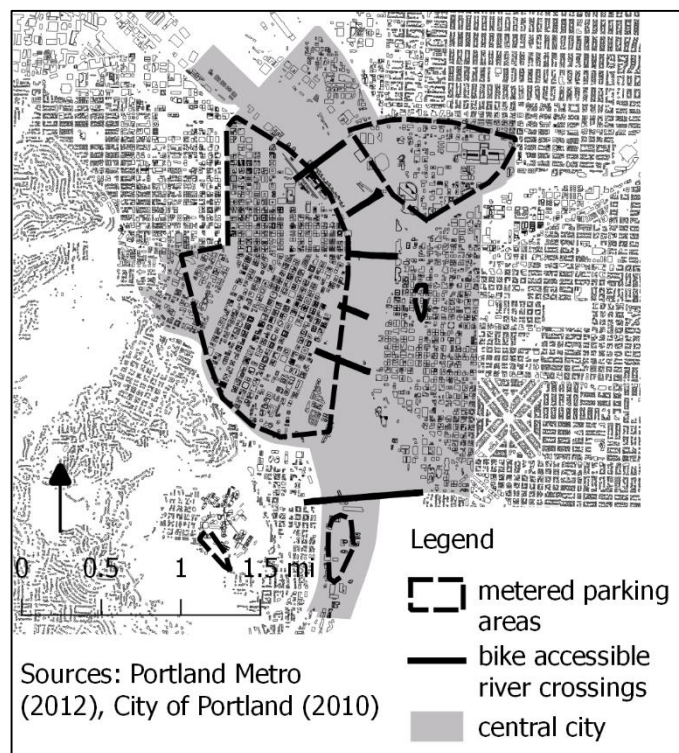 0 0.5 1 1.5 mi
Sources: Portland Metro
(2012), City of Portland (2010)
Legend
metered parking
areas
bike accessible
river crossings
central city